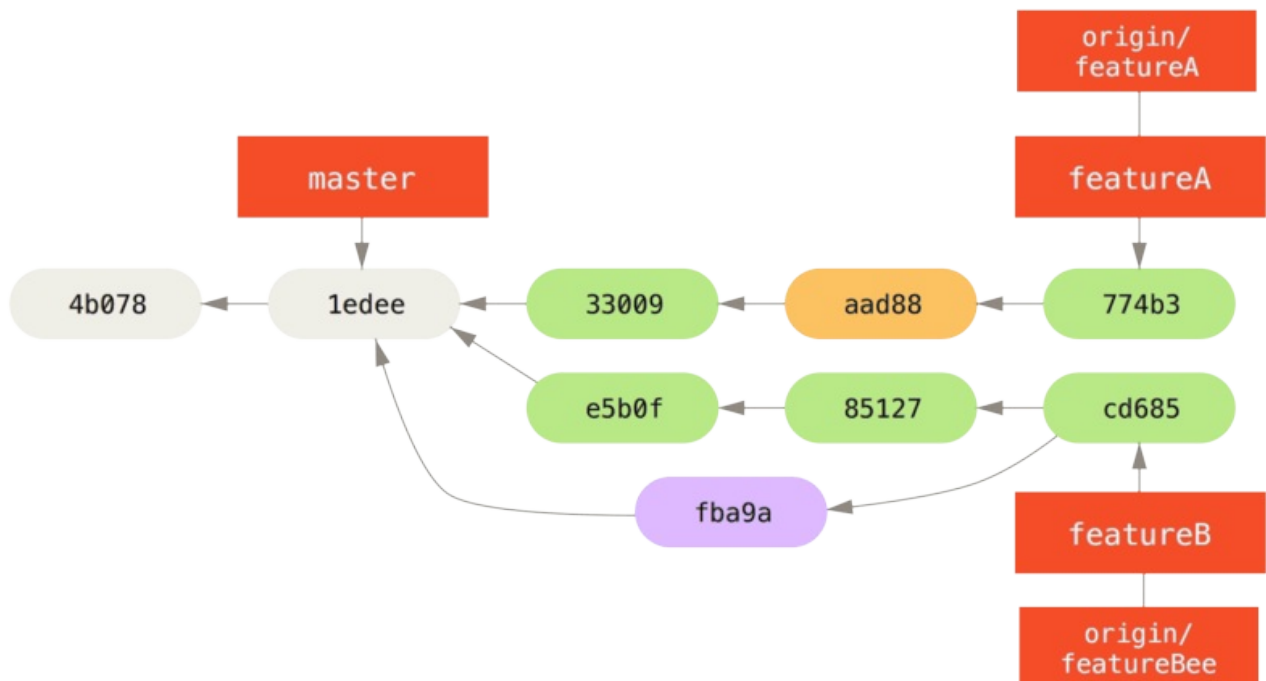 origin/
featureA
master
featureA
4b078
1edee
33009
aad88
774b3
e5b0f
85127
cd685
fba9a
featureB
origin/
featureBee